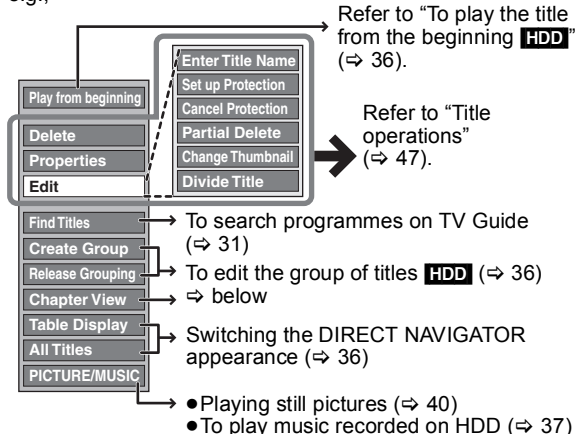 e.g.,
Refer to “To play the title
from the beginning HDD”
(⇨ 36).
Play from beginning
Delete
Properties
Edit
Enter Title Name
Set up Protection
Cancel Protection
Partial Delete
Change Thumbnail
Divide Title
Refer to “Title
operations”
(⇨ 47).
Find Titles
To search programmes on TV Guide
(⇨ 31)
Create Group
Release Grouping
To edit the group of titles HDD (⇨ 36)
Chapter View
⇨ below
Table Display
All Titles
Switching the DIRECT NAVIGATOR
appearance (⇨ 36)
PICTURE/MUSIC
●Playing still pictures (⇨ 40)
●To play music recorded on HDD (⇨ 37)